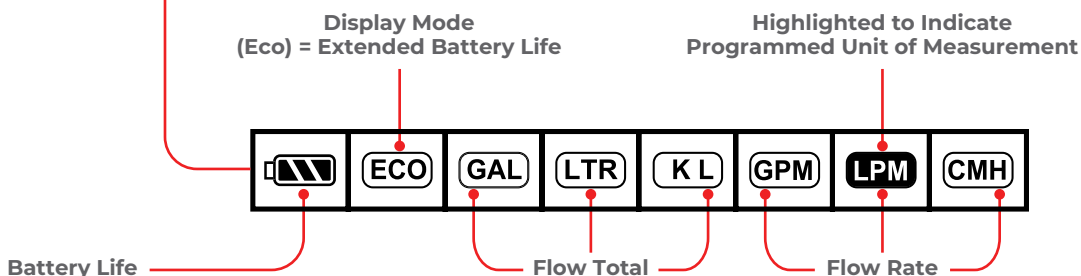 Display Mode
(Eco) = Extended Battery Life
Highlighted to Indicate
Programmed Unit of Measurement
ECO GAL LTR K L GPM LPM CMH
Battery Life Flow Total Flow Rate